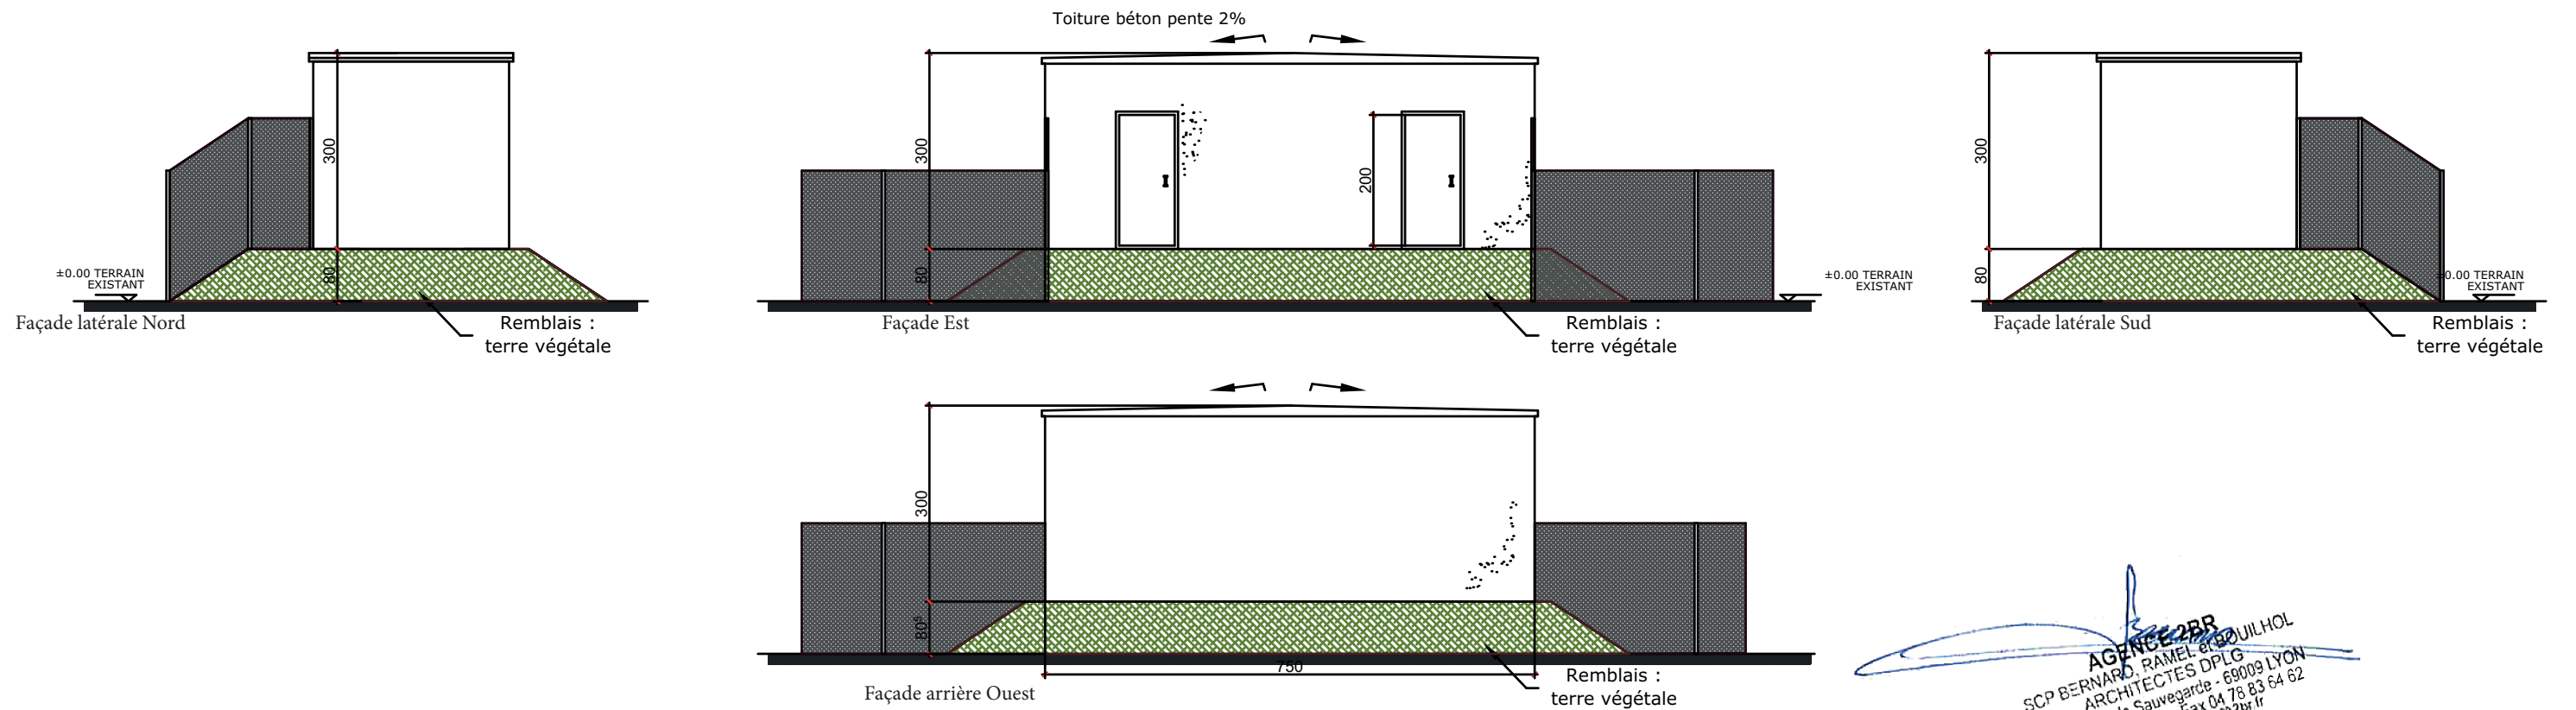 Toiture béton pente 2%
300
80
±0.00 TERRAIN
EXISTANT
Façade latérale Nord
Remblais :
terre végétale
300
200
80
±0.00 TERRAIN
EXISTANT
Façade Est
Remblais :
terre végétale
300
80
±0.00 TERRAIN
EXISTANT
Façade latérale Sud
Remblais :
terre végétale
300
80⁵
750
Façade arrière Ouest
Remblais :
terre végétale
AGENCE 2BR
SCP BERNARD, RAMEL et BOUILHOL
ARCHITECTES DPLG
Sauvegarde - 69009 LYON
Fax 04 78 83 64 62